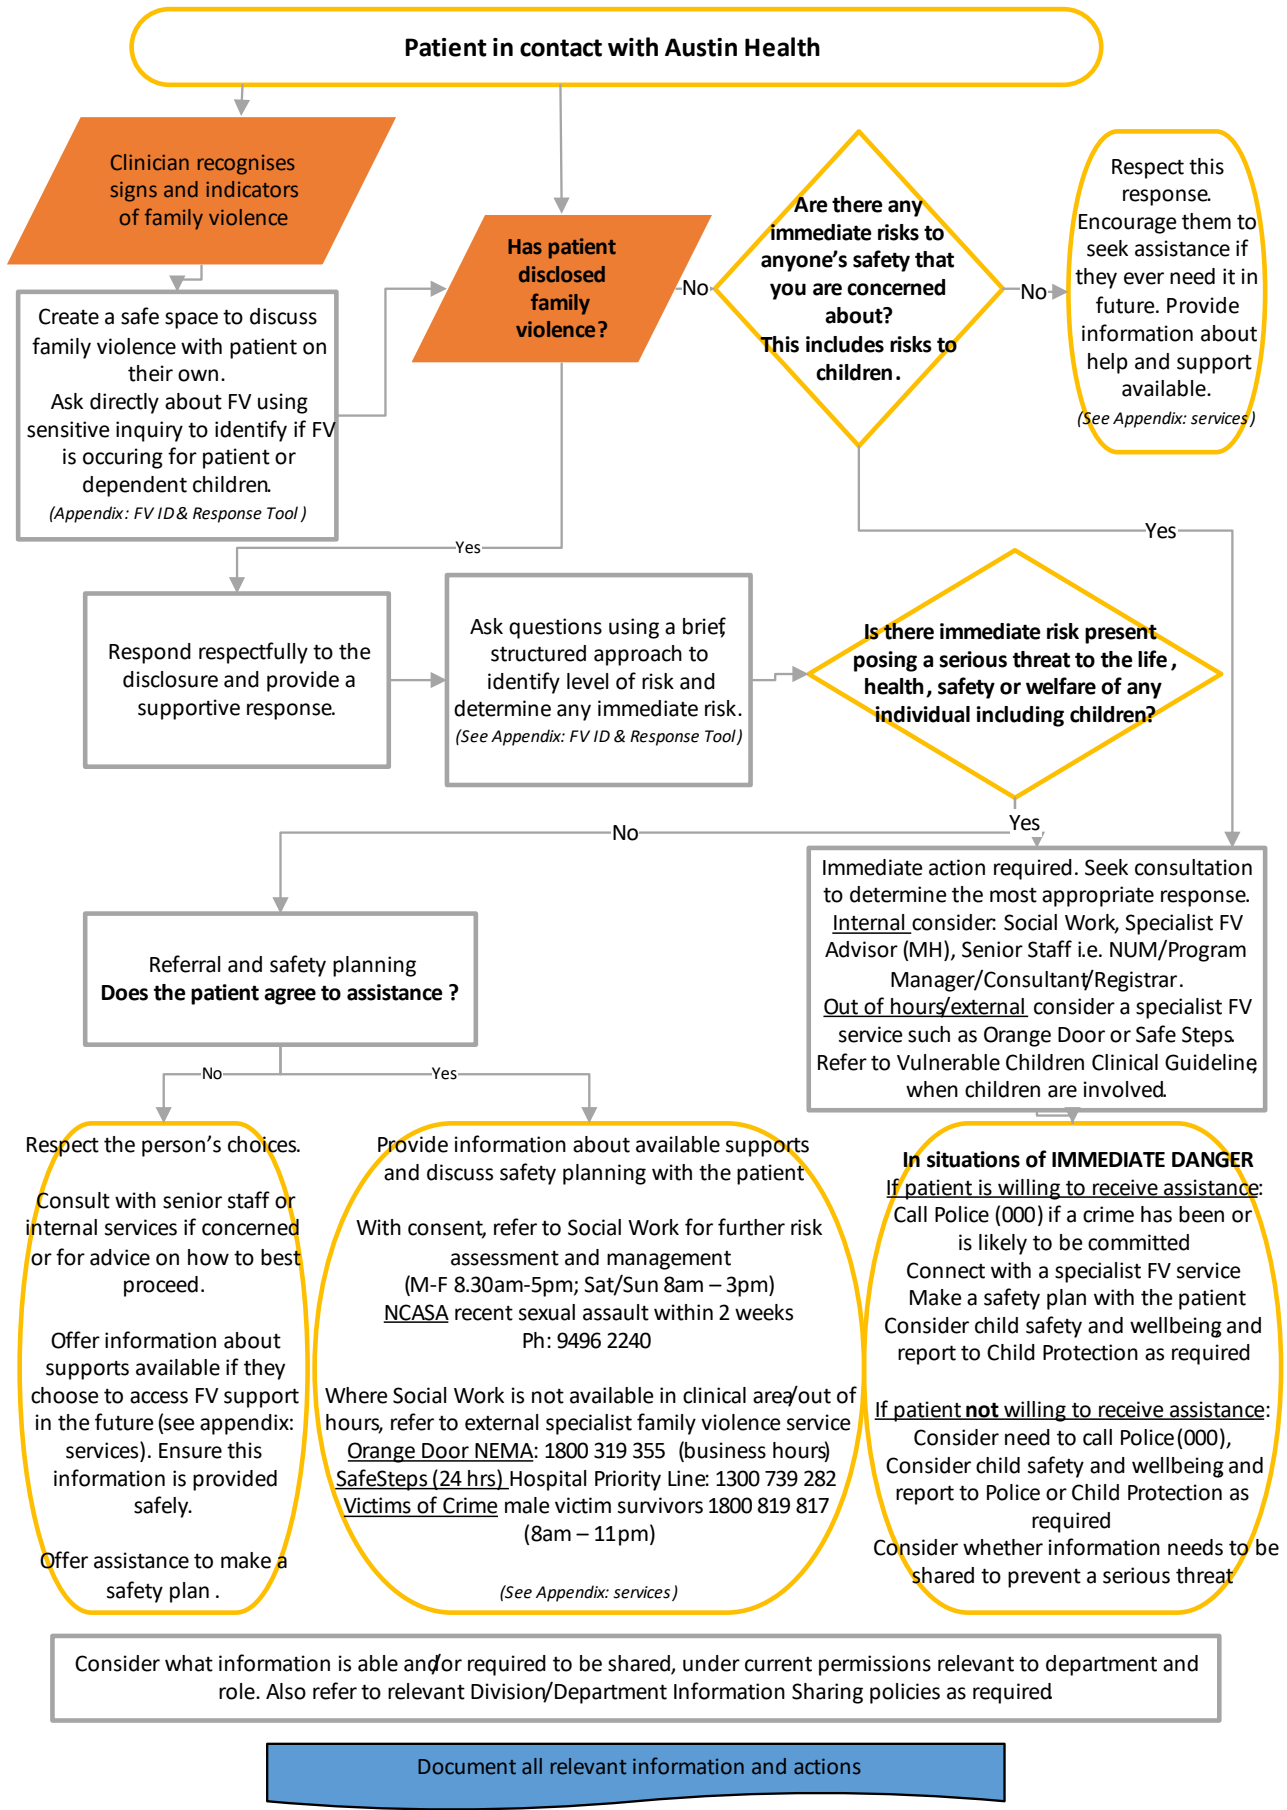 Patient in contact with Austin Health
Clinician recognises
signs and indicators
of family violence
Has patient
disclosed
family
violence?
No
Are there any
immediate risks to
anyone's safety that
you are concerned
about?
This includes risks to
children.
No
Respect this
response.
Encourage them to
seek assistance if
they ever need it in
future. Provide
information about
help and support
available.
(See Appendix: services)
Create a safe space to discuss
family violence with patient on
their own.
Ask directly about FV using
sensitive inquiry to identify if FV
is occuring for patient or
dependent children.
(Appendix: FV ID & Response Tool)
Yes
Yes
Respond respectfully to the
disclosure and provide a
supportive response.
Ask questions using a brief,
structured approach to
identify level of risk and
determine any immediate risk.
(See Appendix: FV ID & Response Tool)
Is there immediate risk present
posing a serious threat to the life,
health, safety or welfare of any
individual including children?
No
Yes
Referral and safety planning
Does the patient agree to assistance?
Immediate action required. Seek consultation
to determine the most appropriate response.
Internal consider: Social Work, Specialist FV
Advisor (MH), Senior Staff i.e. NUM/Program
Manager/Consultant/Registrar.
Out of hours/external consider a specialist FV
service such as Orange Door or Safe Steps.
Refer to Vulnerable Children Clinical Guideline,
when children are involved.
No
Yes
Respect the person's choices.
Consult with senior staff or
internal services if concerned
or for advice on how to best
proceed.
Offer information about
supports available if they
choose to access FV support
in the future (see appendix:
services). Ensure this
information is provided
safely.
Offer assistance to make a
safety plan.
Provide information about available supports
and discuss safety planning with the patient
With consent, refer to Social Work for further risk
assessment and management
(M-F 8.30am-5pm; Sat/Sun 8am – 3pm)
NCASA recent sexual assault within 2 weeks
Ph: 9496 2240
Where Social Work is not available in clinical area/out of
hours, refer to external specialist family violence service
Orange Door NEMA: 1800 319 355 (business hours)
SafeSteps (24 hrs) Hospital Priority Line: 1300 739 282
Victims of Crime male victim survivors 1800 819 817
(8am – 11pm)
(See Appendix: services)
In situations of IMMEDIATE DANGER
If patient is willing to receive assistance:
Call Police (000) if a crime has been or
is likely to be committed
Connect with a specialist FV service
Make a safety plan with the patient
Consider child safety and wellbeing, and
report to Child Protection as required
If patient not willing to receive assistance:
Consider need to call Police (000),
Consider child safety and wellbeing, and
report to Police or Child Protection as
required
Consider whether information needs to be
shared to prevent a serious threat
Consider what information is able and/or required to be shared, under current permissions relevant to department and
role. Also refer to relevant Division/Department Information Sharing policies as required.
Document all relevant information and actions